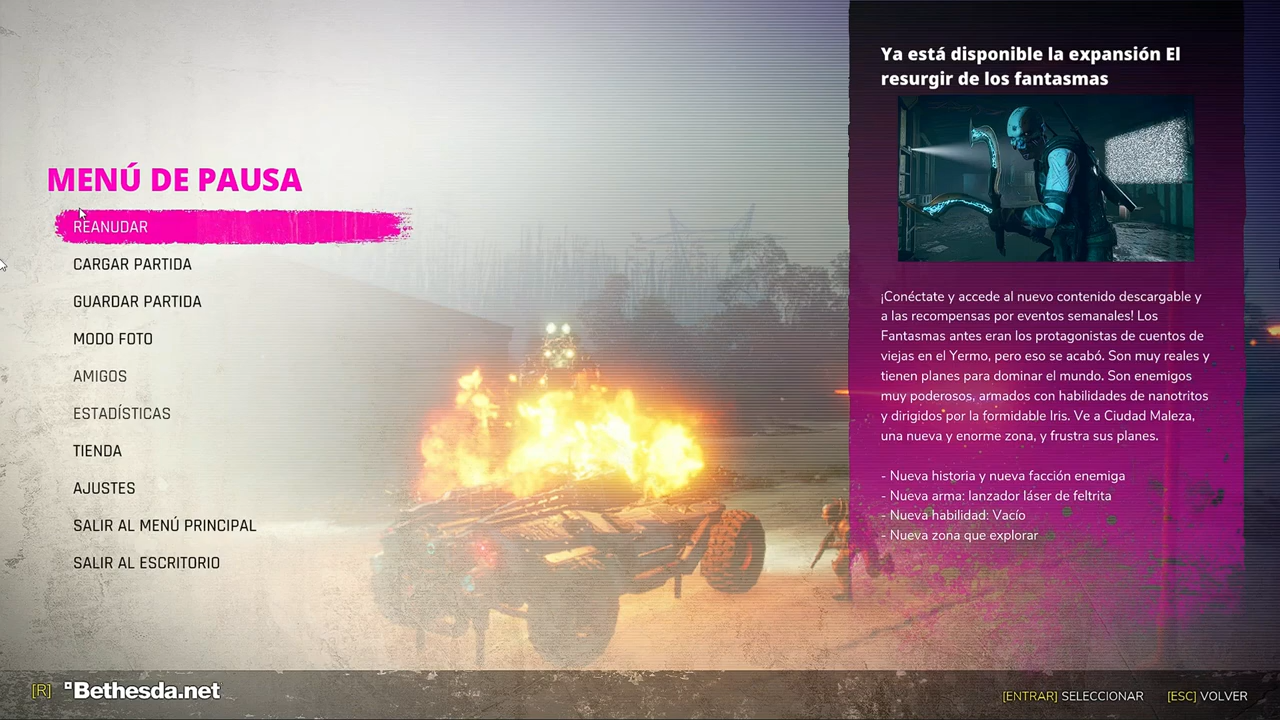 MENÚ DE PAUSA
REANUDAR
CARGAR PARTIDA
GUARDAR PARTIDA
MODO FOTO
AMIGOS
ESTADÍSTICAS
TIENDA
AJUSTES
SALIR AL MENÚ PRINCIPAL
SALIR AL ESCRITORIO
Ya está disponible la expansión El
resurgir de los fantasmas
¡Conéctate y accede al nuevo contenido descargable y
a las recompensas por eventos semanales! Los
Fantasmas antes eran los protagonistas de cuentos de
viejas en el Yermo, pero eso se acabó. Son muy reales y
tienen planes para dominar el mundo. Son enemigos
muy poderosos, armados con habilidades de nanotritos
y dirigidos por la formidable Iris. Ve a Ciudad Maleza,
una nueva y enorme zona, y frustra sus planes.
- Nueva historia y nueva facción enemiga
- Nueva arma: lanzador láser de feltrita
- Nueva habilidad: Vacío
- Nueva zona que explorar
[R] Bethesda.net
[ENTRAR] SELECCIONAR [ESC] VOLVER